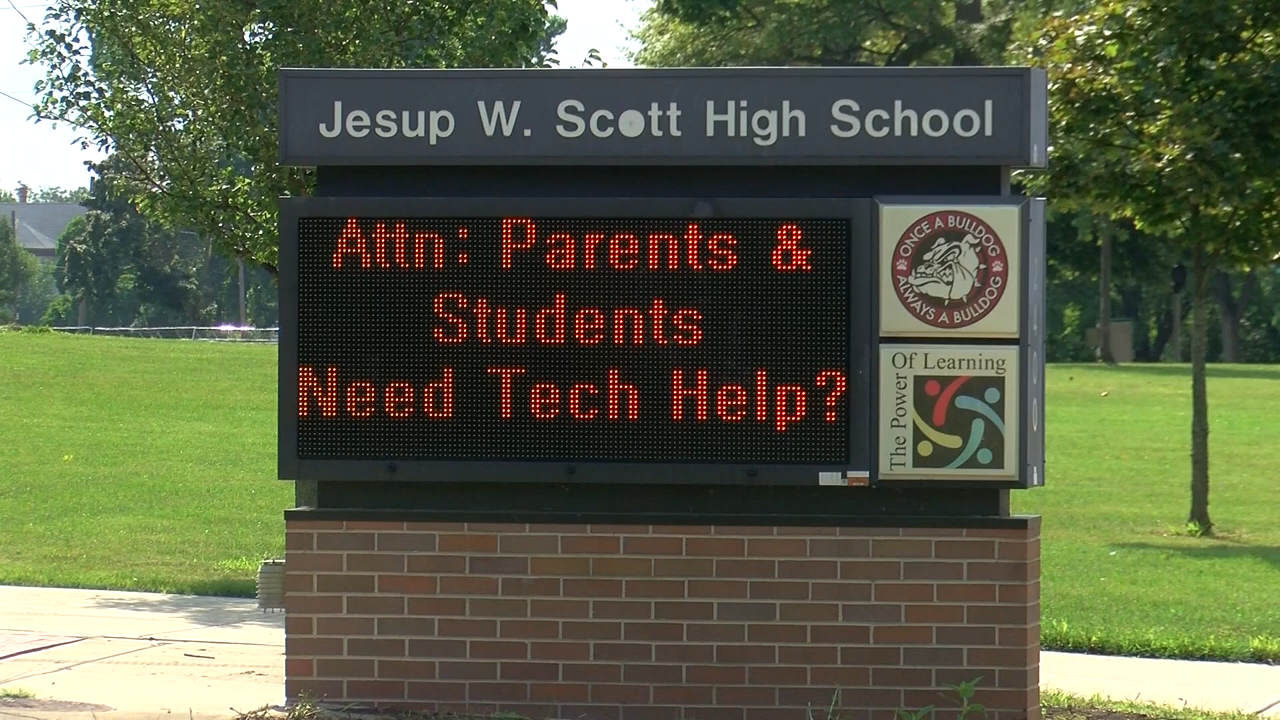 Jesup W. Scott High School
Attn: Parents &
Students
Need Tech Help?
ONCE A BULLDOG
ALWAYS A BULLDOG
The Power
Of Learning